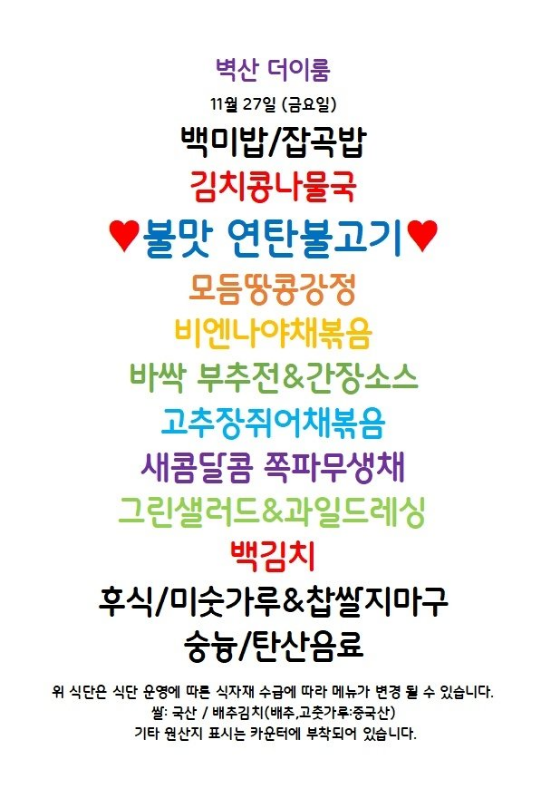 벽산 더이룸
11월 27일 (금요일)
백미밥/잡곡밥
김치콩나물국
♥불맛 연탄불고기♥
모듬땅콩강정
비엔나야채볶음
바싹 부추전&간장소스
고추장쥐어채볶음
새콤달콤 쪽파무생채
그린샐러드&과일드레싱
백김치
후식/미숫가루&찹쌀지마구
숭늉/탄산음료
위 식단은 식단 운영에 따른 식자재 수급에 따라 메뉴가 변경 될 수 있습니다.
쌀: 국산 / 배추김치(배추,고춧가루:중국산)
기타 원산지 표시는 카운터에 부착되어 있습니다.